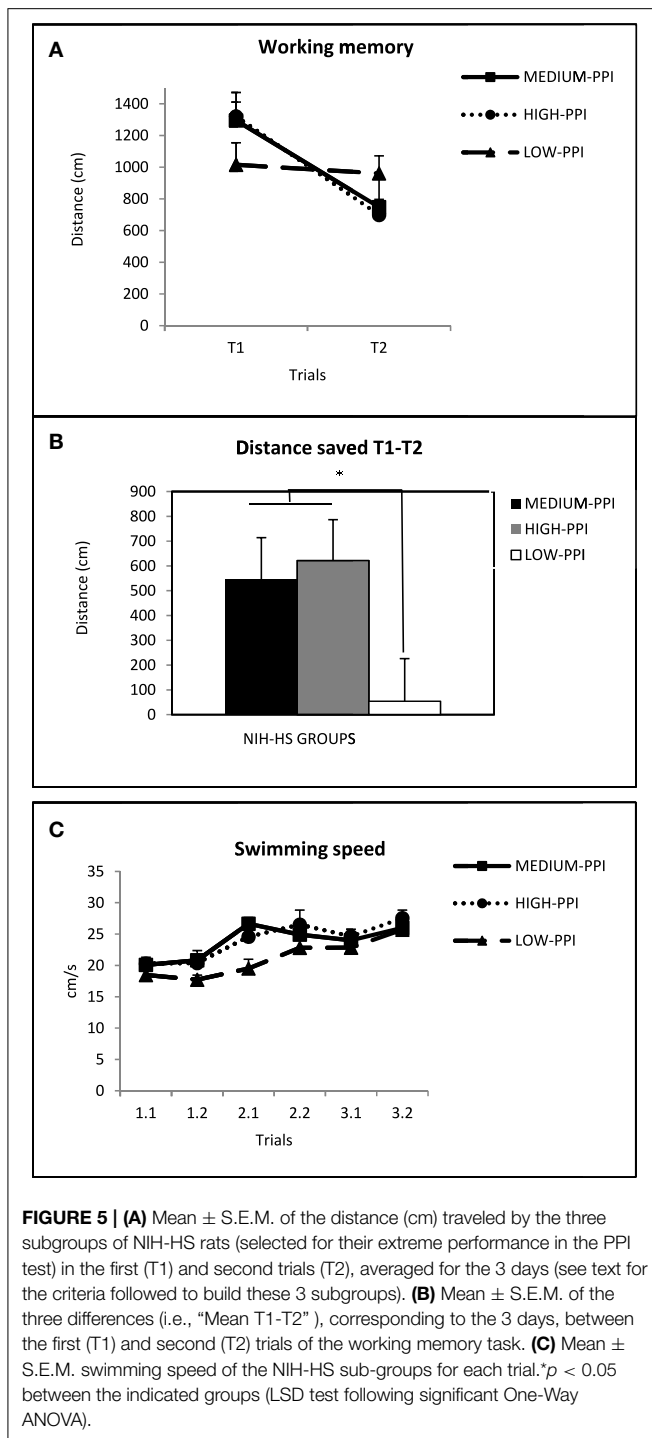 A
Working memory
MEDIUM-PPI
HIGH-PPI
LOW-PPI
Distance (cm)
1400
1200
1000
800
600
400
200
0
T1 T2
Trials
B
Distance saved T1-T2
*
MEDIUM-PPI
HIGH-PPI
LOW-PPI
Distance (cm)
900
800
700
600
500
400
300
200
100
0
NIH-HS GROUPS
C
Swimming speed
MEDIUM-PPI
HIGH-PPI
LOW-PPI
cm/s
35
30
25
20
15
10
5
0
1.1 1.2 2.1 2.2 3.1 3.2
Trials
FIGURE 5 | (A) Mean ± S.E.M. of the distance (cm) traveled by the three
subgroups of NIH-HS rats (selected for their extreme performance in the PPI
test) in the first (T1) and second trials (T2), averaged for the 3 days (see text for
the criteria followed to build these 3 subgroups). (B) Mean ± S.E.M. of the
three differences (i.e., “Mean T1-T2” ), corresponding to the 3 days, between
the first (T1) and second (T2) trials of the working memory task. (C) Mean ±
S.E.M. swimming speed of the NIH-HS sub-groups for each trial.*p < 0.05
between the indicated groups (LSD test following significant One-Way
ANOVA).